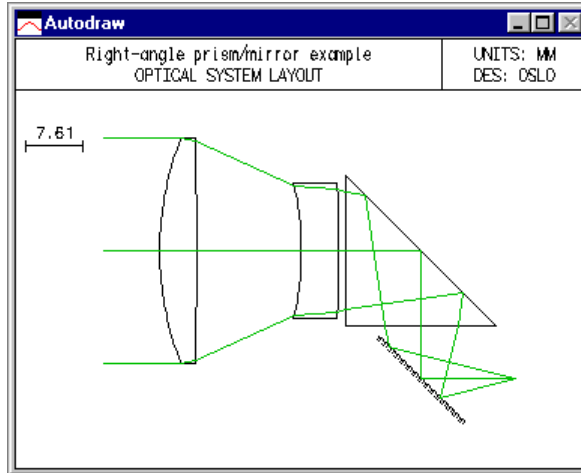 Autodraw
Right-angle prism/mirror example
OPTICAL SYSTEM LAYOUT
UNITS: MM
DES: OSLO
7.61